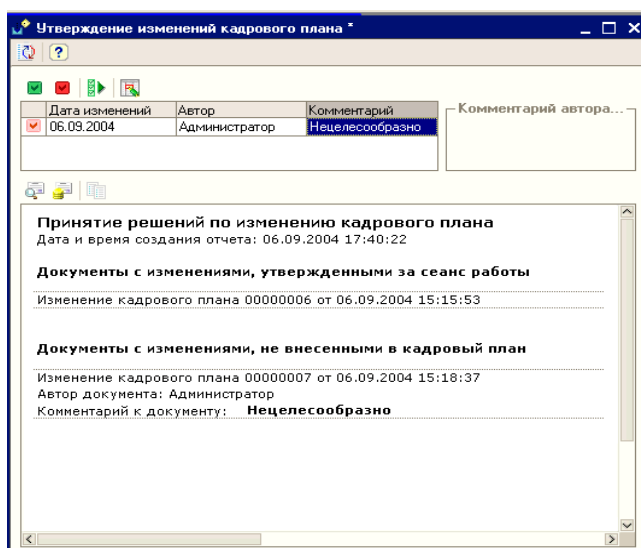 Утверждение изменений кадрового плана *
Дата изменений Автор Комментарий
06.09.2004 Администратор Нецелесообразно
Комментарий автора...
Принятие решений по изменению кадрового плана
Дата и время создания отчета: 06.09.2004 17:40:22
Документы с изменениями, утвержденными за сеанс работы
Изменение кадрового плана 00000006 от 06.09.2004 15:15:53
Документы с изменениями, не внесенными в кадровый план
Изменение кадрового плана 00000007 от 06.09.2004 15:18:37
Автор документа: Администратор
Комментарий к документу: Нецелесообразно